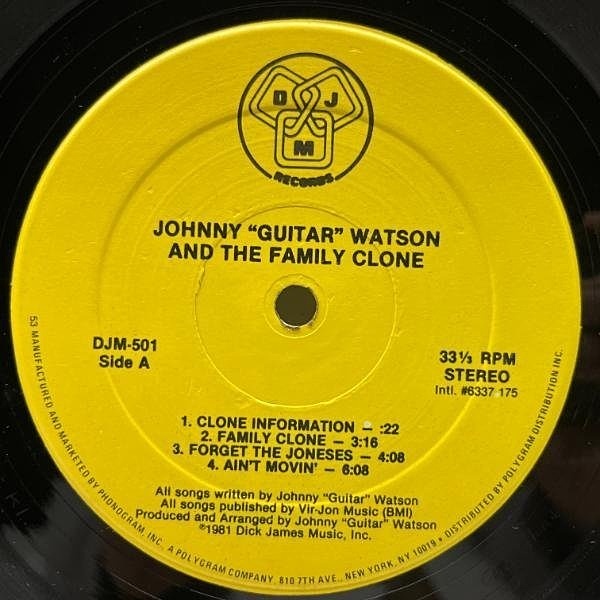 D J M
RECORDS
JOHNNY “GUITAR” WATSON
AND THE FAMILY CLONE
DJM-501
Side A
33⅓ RPM
STEREO
Intl. #6337 175
1. CLONE INFORMATION — :22
2. FAMILY CLONE — 3:16
3. FORGET THE JONESES — 4:08
4. AIN'T MOVIN' — 6:08
All songs written by Johnny “Guitar” Watson
All songs published by Vir-Jon Music (BMI)
Produced and Arranged by Johnny “Guitar” Watson
©1981 Dick James Music, Inc.
53 MANUFACTURED AND MARKETED BY PHONOGRAM, INC., A POLYGRAM COMPANY, 810 7TH AVE., NEW YORK, NY 10019 • DISTRIBUTED BY POLYGRAM DISTRIBUTION INC.